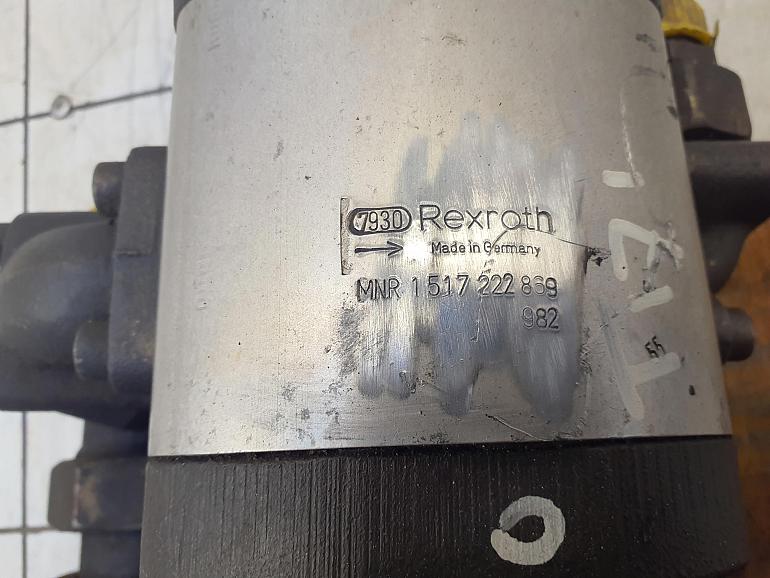 7930 Rexroth
Made in Germany
MNR 1 517 222 869
982